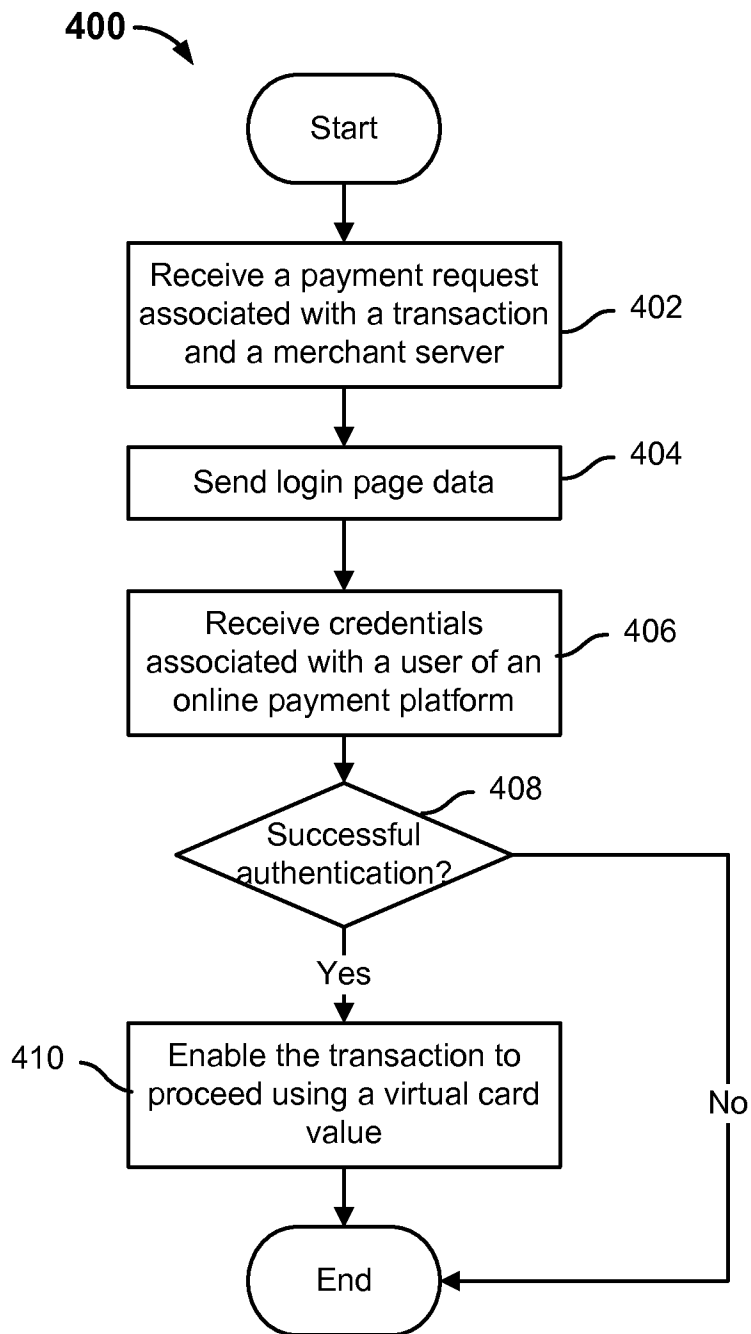 400
Start
Receive a payment request
associated with a transaction
and a merchant server
402
Send login page data
404
Receive credentials
associated with a user of an
online payment platform
406
408
Successful
authentication?
Yes
410
Enable the transaction to
proceed using a virtual card
value
No
End